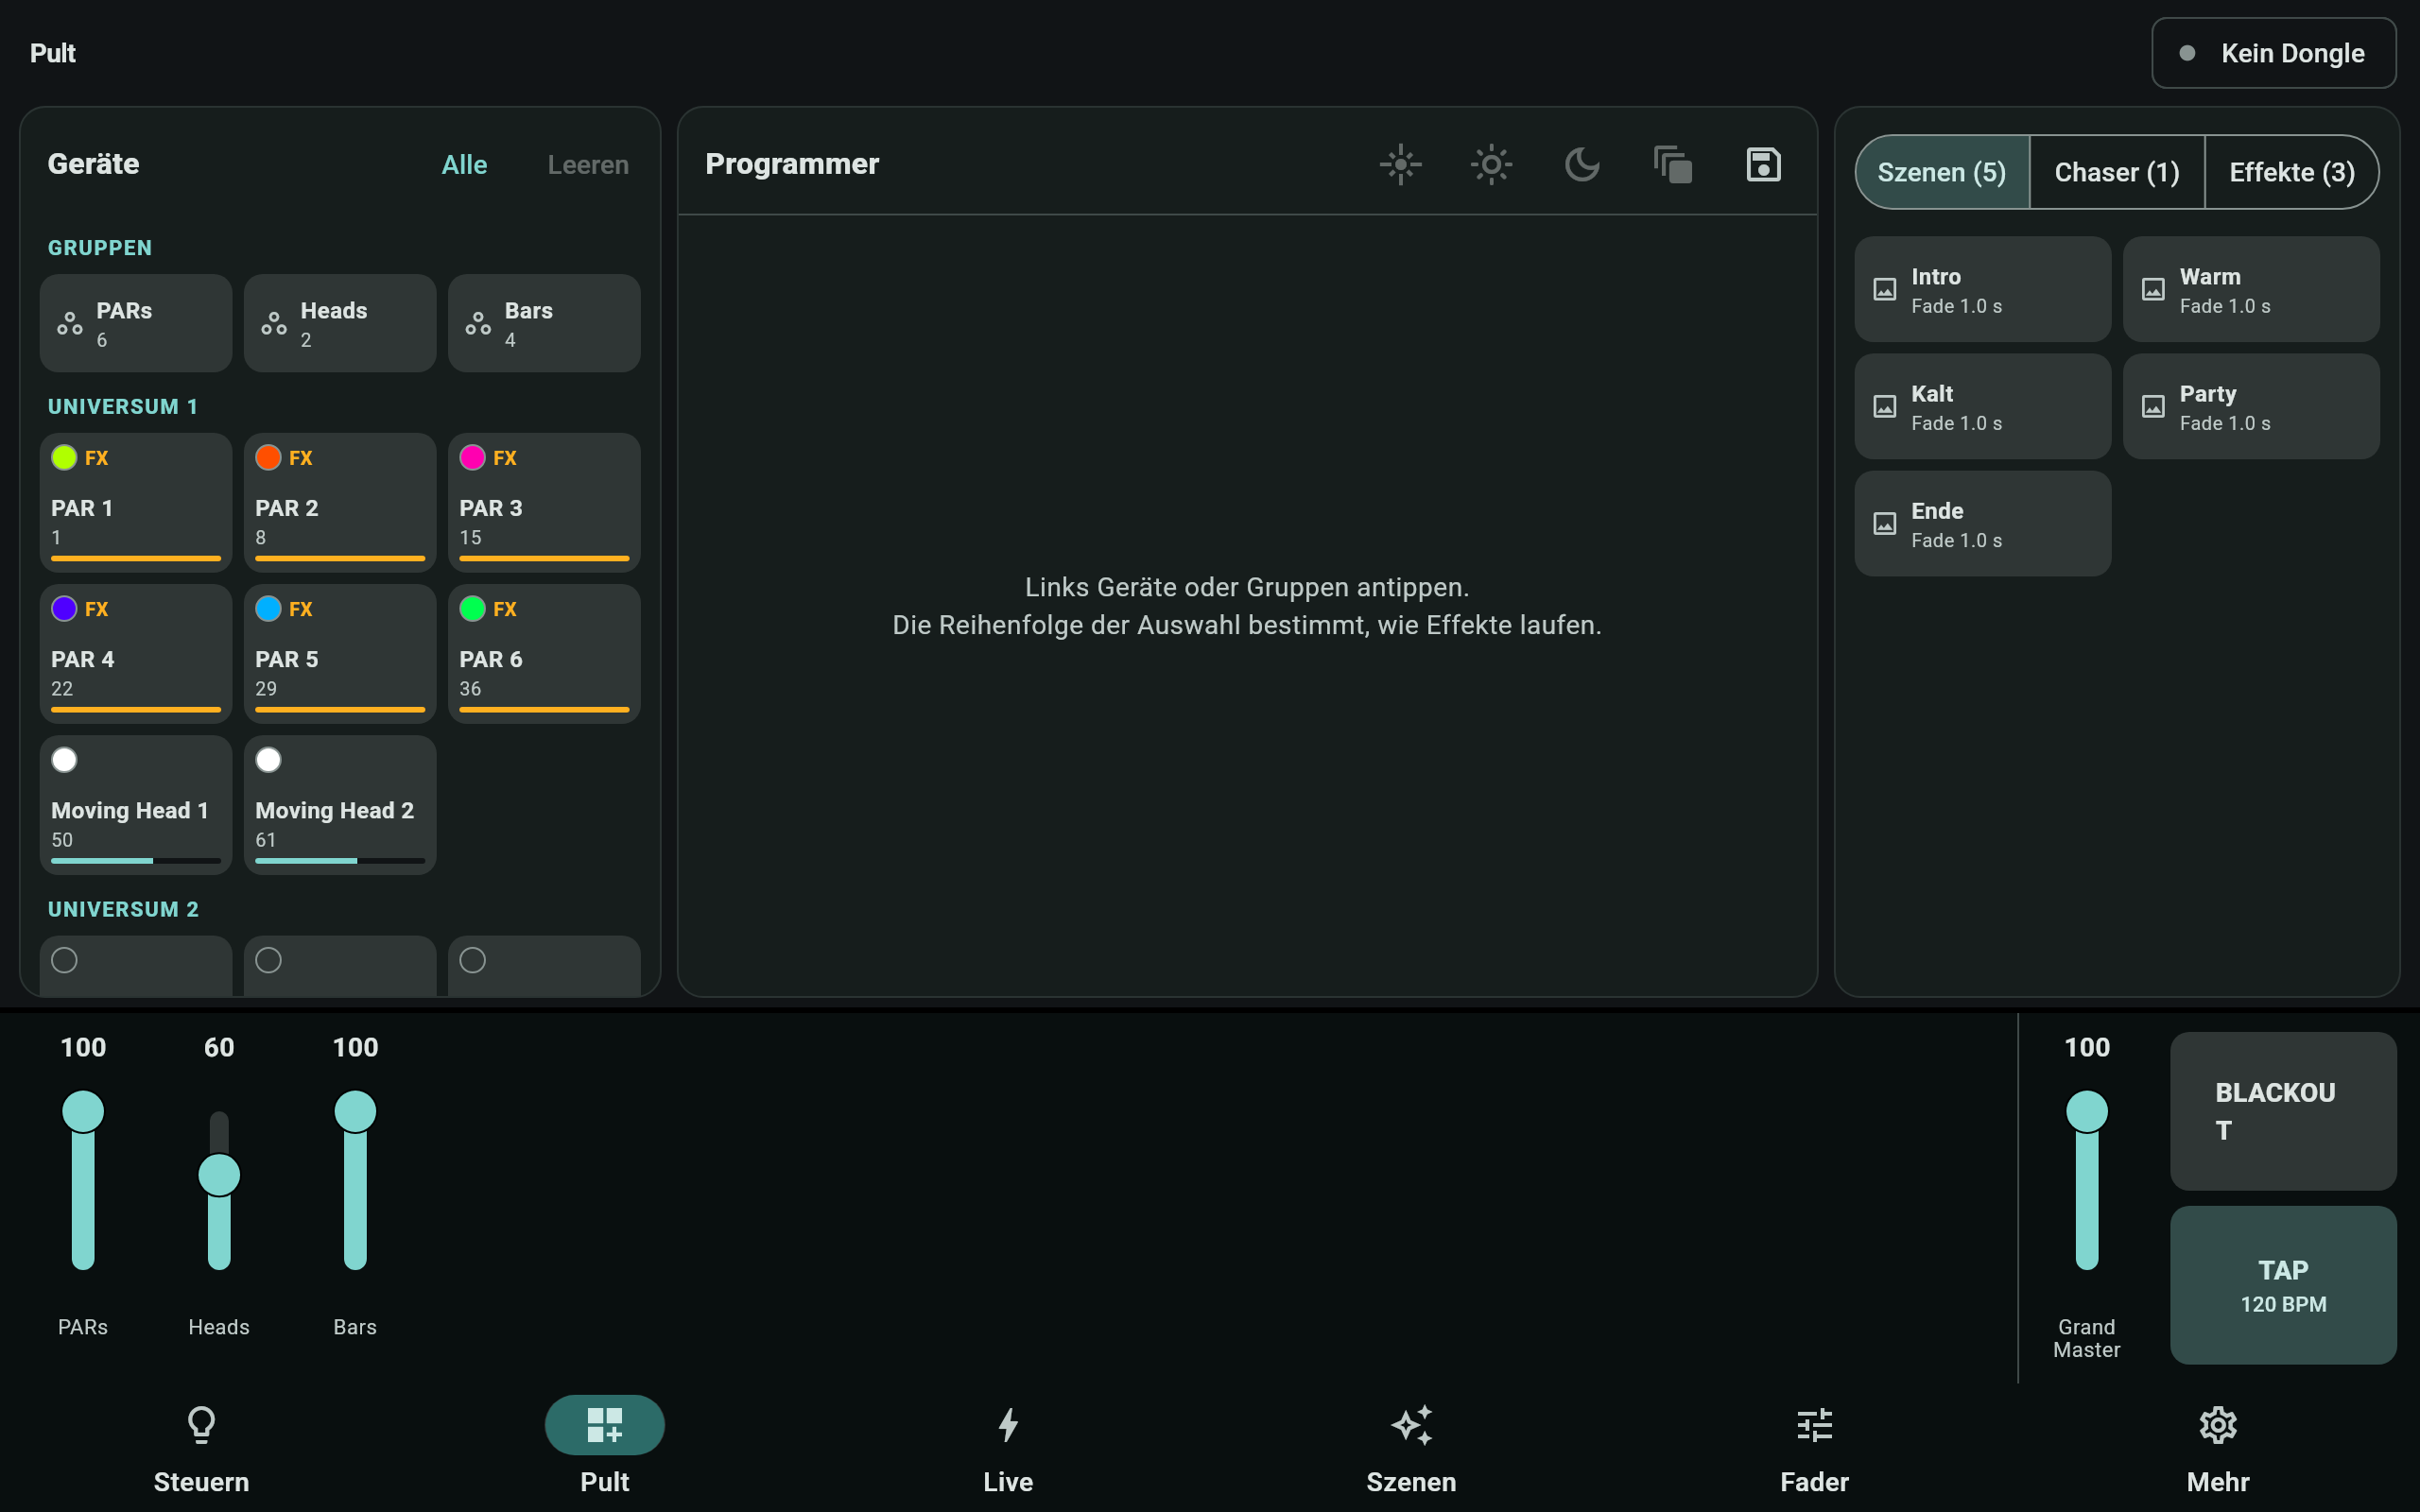 Pult
Kein Dongle
Geräte
Alle
Leeren
GRUPPEN
PARs
6
Heads
2
Bars
4
UNIVERSUM 1
FX
PAR 1
1
FX
PAR 2
8
FX
PAR 3
15
FX
PAR 4
22
FX
PAR 5
29
FX
PAR 6
36
Moving Head 1
50
Moving Head 2
61
UNIVERSUM 2
Programmer
Links Geräte oder Gruppen antippen.
Die Reihenfolge der Auswahl bestimmt, wie Effekte laufen.
Szenen (5)
Chaser (1)
Effekte (3)
Intro
Fade 1.0 s
Warm
Fade 1.0 s
Kalt
Fade 1.0 s
Party
Fade 1.0 s
Ende
Fade 1.0 s
100
PARs
60
Heads
100
Bars
100
Grand
Master
BLACKOU
T
TAP
120 BPM
Steuern
Pult
Live
Szenen
Fader
Mehr